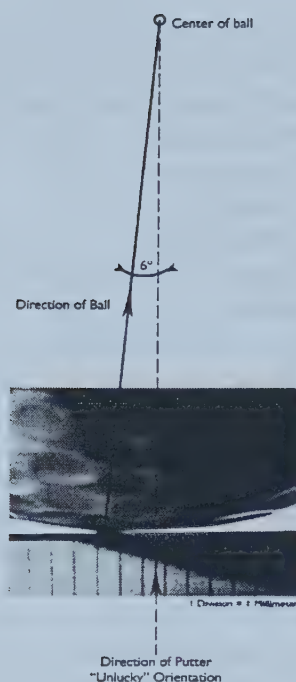 Center of ball
6°
Direction of Ball
1 Division = 1 Millimeter
Direction of Putter
"Unlucky" Orientation